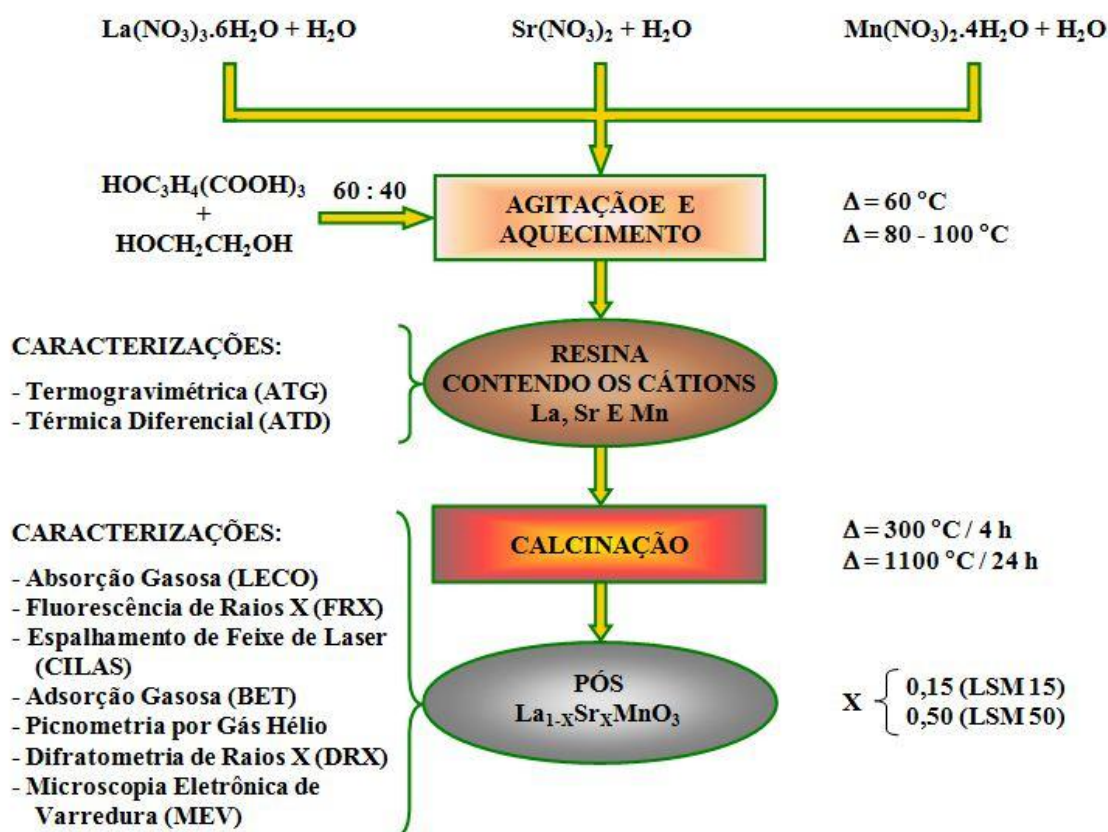 La(NO₃)₃.6H₂O + H₂O
Sr(NO₃)₂ + H₂O
Mn(NO₃)₂.4H₂O + H₂O
HOC₃H₄(COOH)₃
+
HOCH₂CH₂OH
60 : 40
AGITAÇÃOE E
AQUECIMENTO
Δ = 60 °C
Δ = 80 - 100 °C
CARACTERIZAÇÕES:
- Termogravimétrica (ATG)
- Térmica Diferencial (ATD)
RESINA
CONTENDO OS CÁTIONS
La, Sr E Mn
CALCINAÇÃO
Δ = 300 °C / 4 h
Δ = 1100 °C / 24 h
CARACTERIZAÇÕES:
- Absorção Gasosa (LECO)
- Fluorescência de Raios X (FRX)
- Espalhamento de Feixe de Laser
(CILAS)
- Adsorção Gasosa (BET)
- Picnometria por Gás Hélio
- Difratometria de Raios X (DRX)
- Microscopia Eletrônica de
Varredura (MEV)
PÓS
La₁₋ₓSrₓMnO₃
X
0,15 (LSM 15)
0,50 (LSM 50)